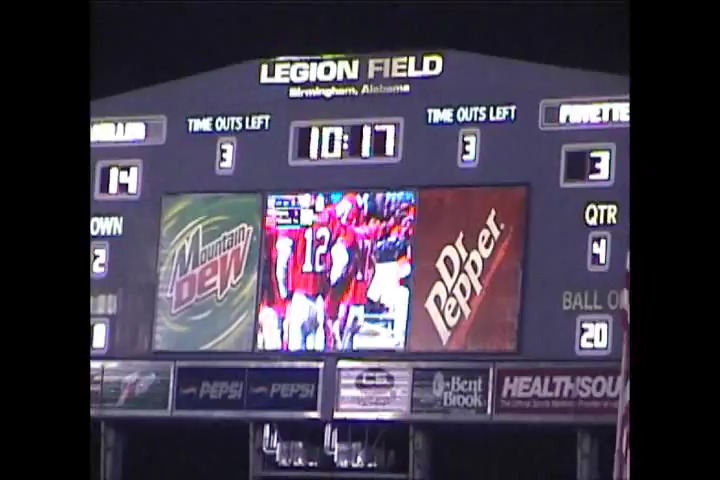 LEGION FIELD
Birmingham, Alabama
TIME OUTS LEFT
TIME OUTS LEFT
3
10:17
3
14
3
OWN
QTR
2
4
BALL O
20
Mountain
Dew
12
Dr Pepper
PEPSI
PEPSI
Bent
Brook
HEALTHSOU